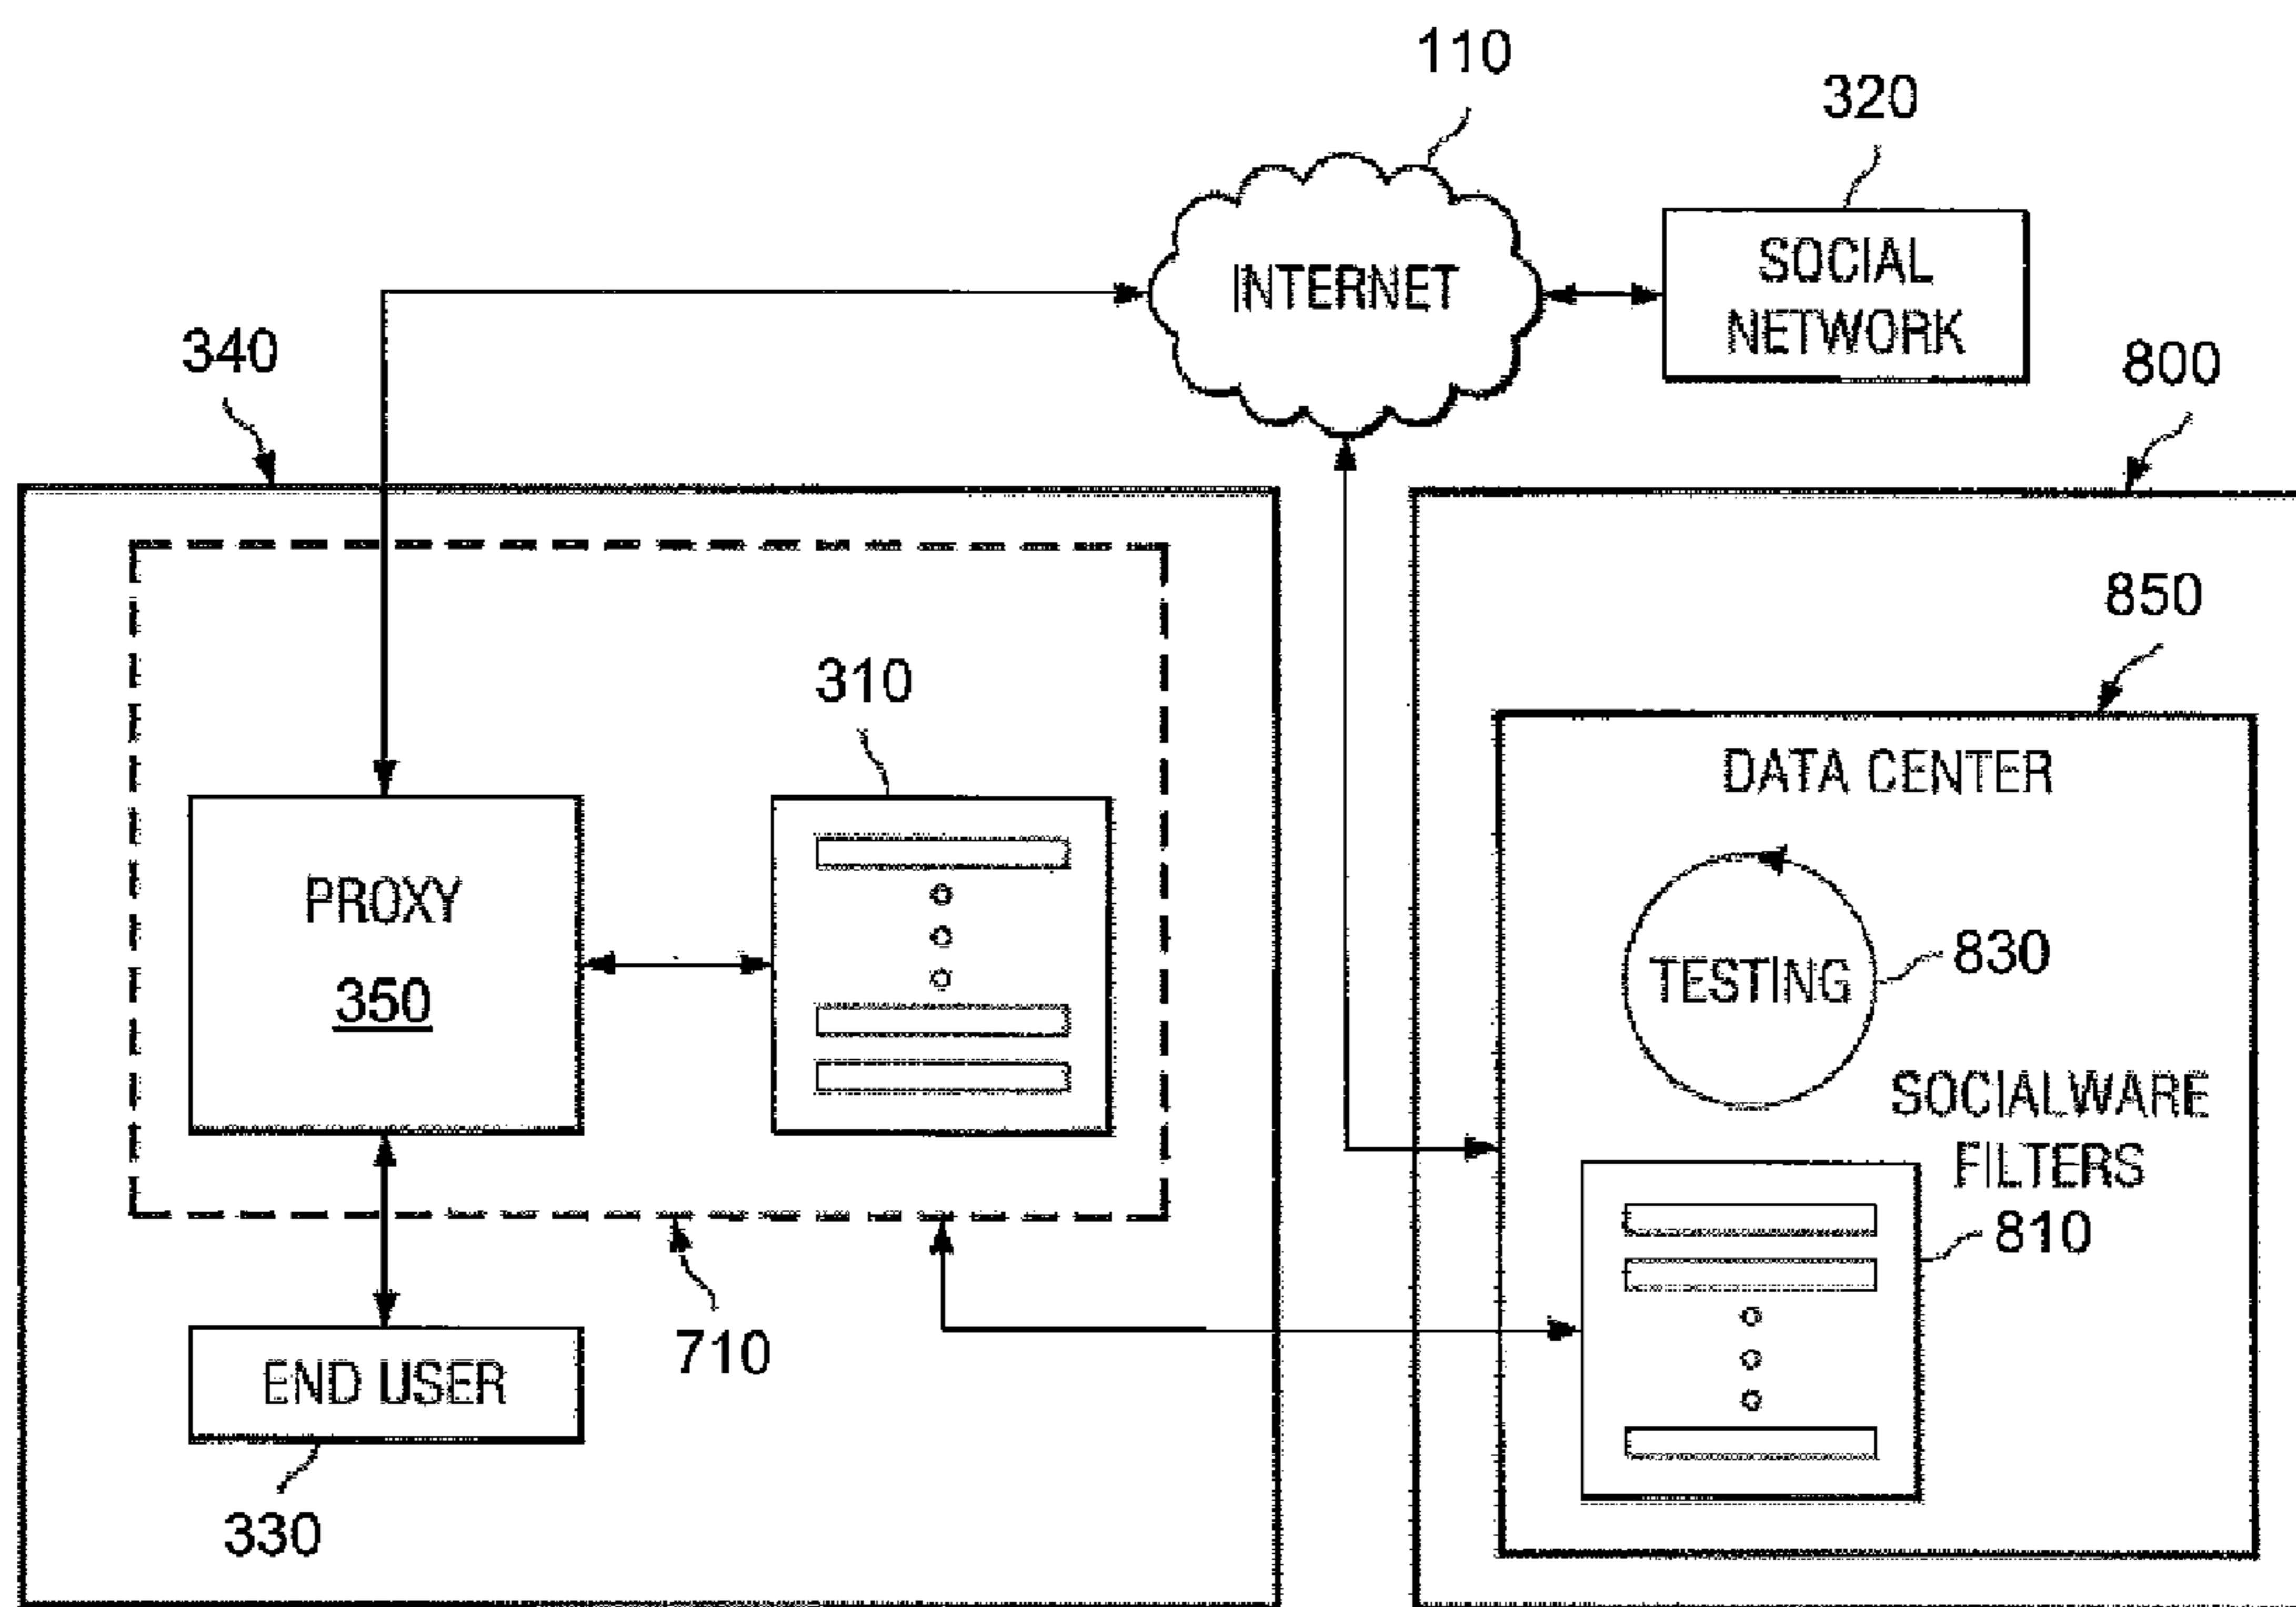 110
320
INTERNET
SOCIAL
NETWORK
340
800
850
310
DATA CENTER
PROXY
350
TESTING
830
SOCIALWARE
FILTERS
810
710
END USER
330